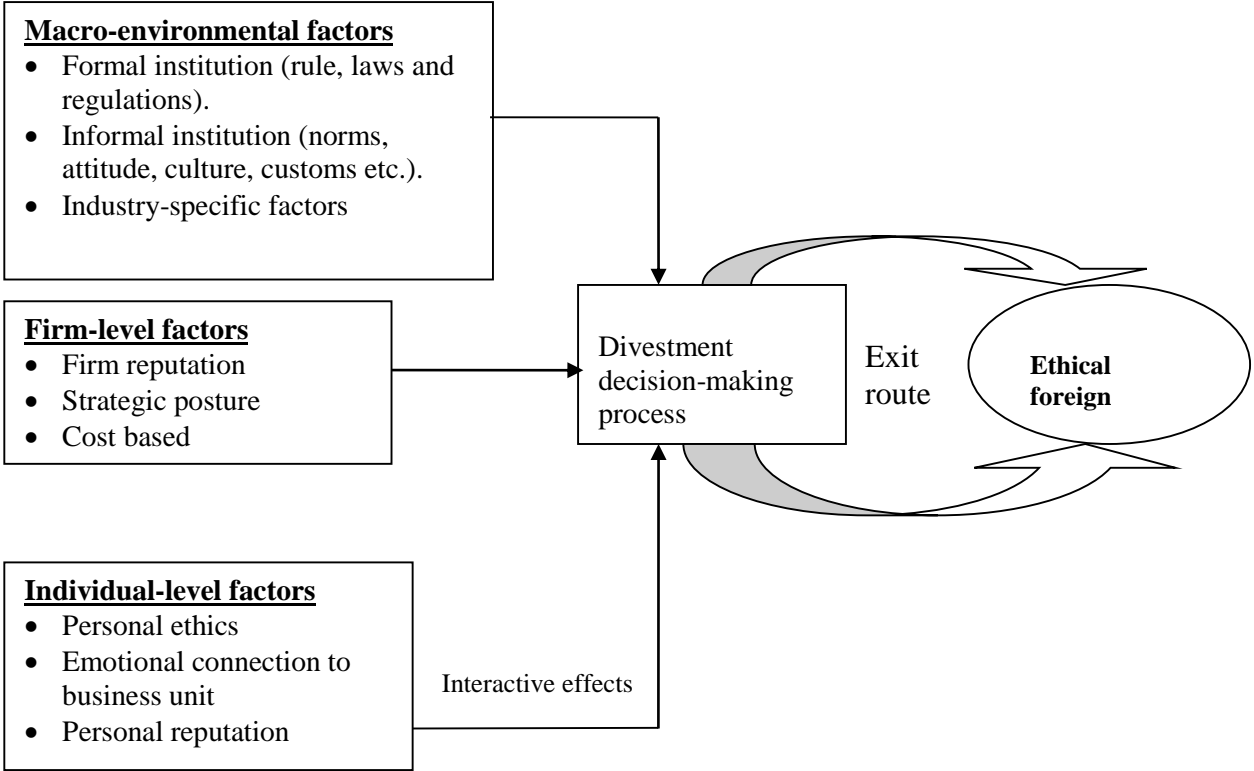 Macro-environmental factors
• Formal institution (rule, laws and
regulations).
• Informal institution (norms,
attitude, culture, customs etc.).
• Industry-specific factors
Firm-level factors
• Firm reputation
• Strategic posture
• Cost based
Divestment
decision-making
process
Exit
route
Ethical
foreign
Individual-level factors
• Personal ethics
• Emotional connection to
business unit
• Personal reputation
Interactive effects